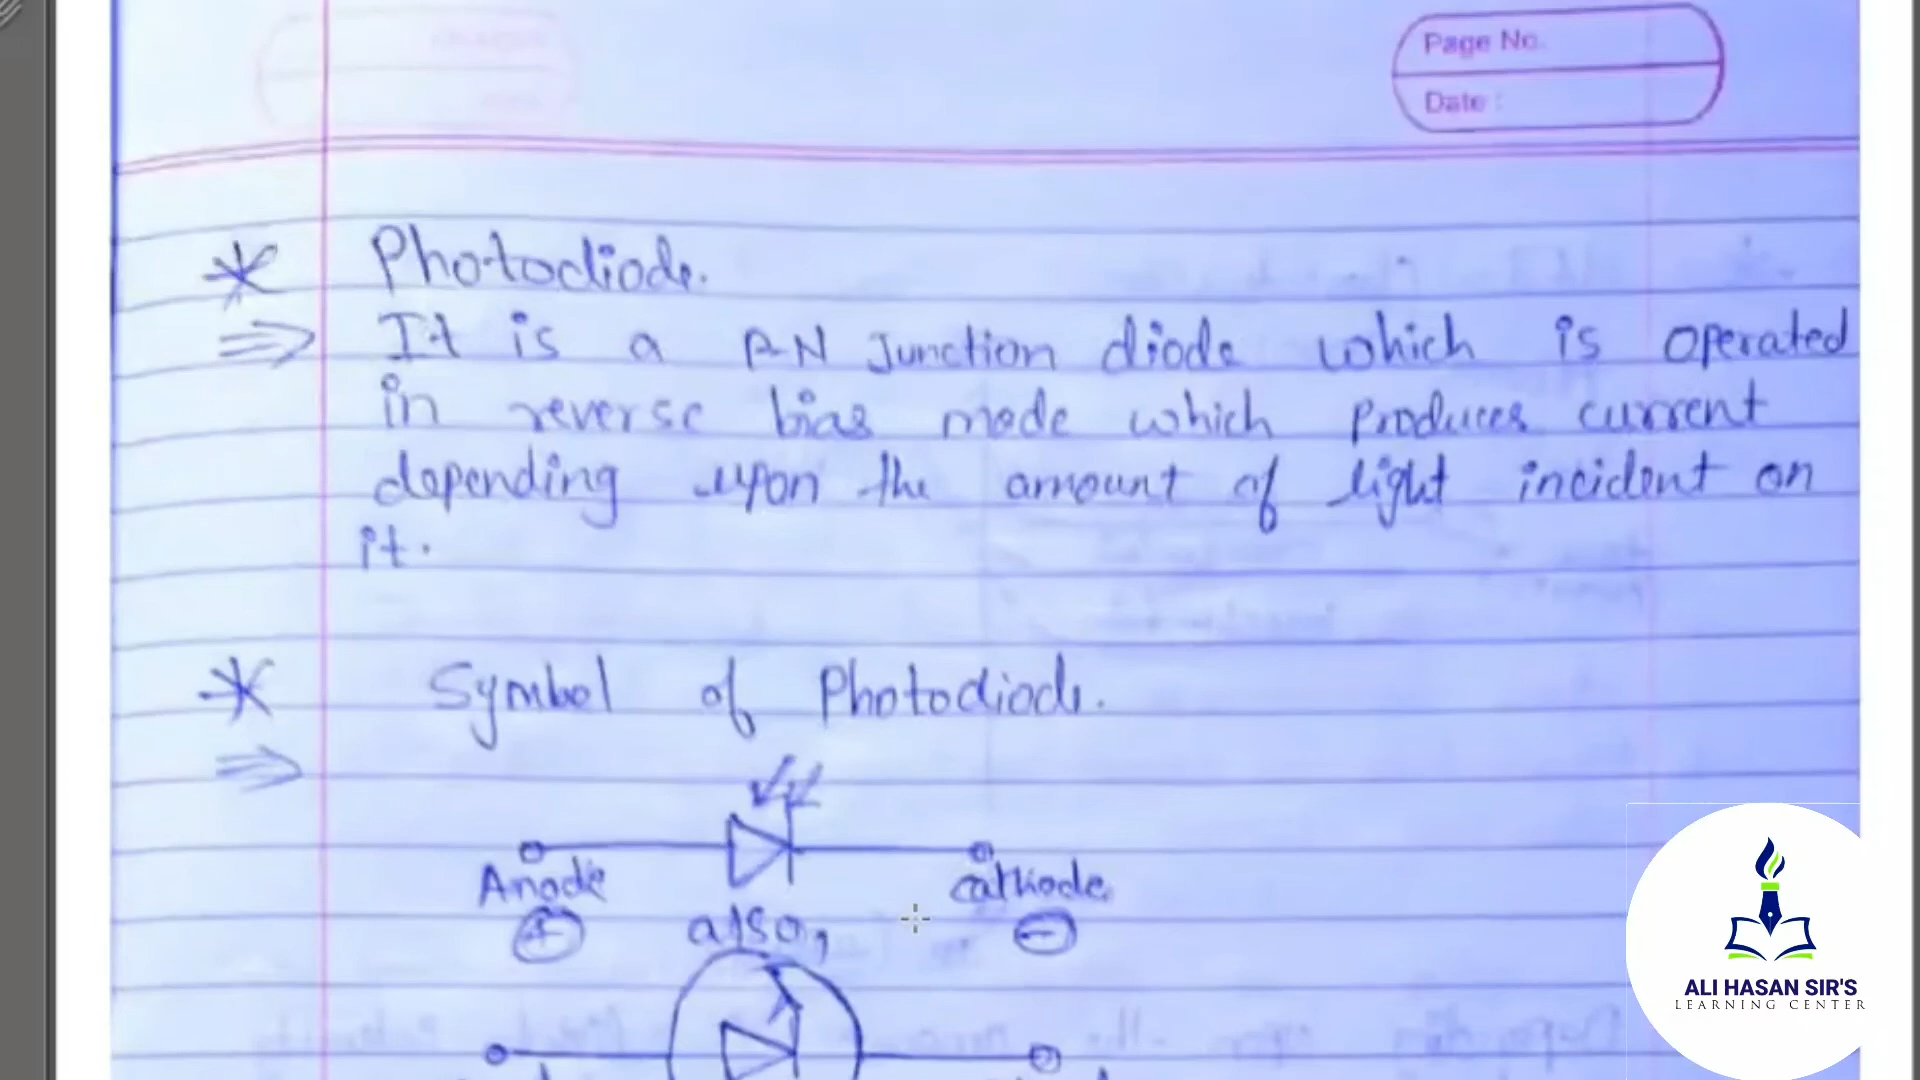 Page No.
Date :
* Photodiode.
⇒ It is a P-N Junction diode which is operated
in reverse bias mode which produces current
depending upon the amount of light incident on
it.
* Symbol of Photodiode.
⇒
Anode
cathode.
+
also,
-
ALI HASAN SIR'S
LEARNING CENTER